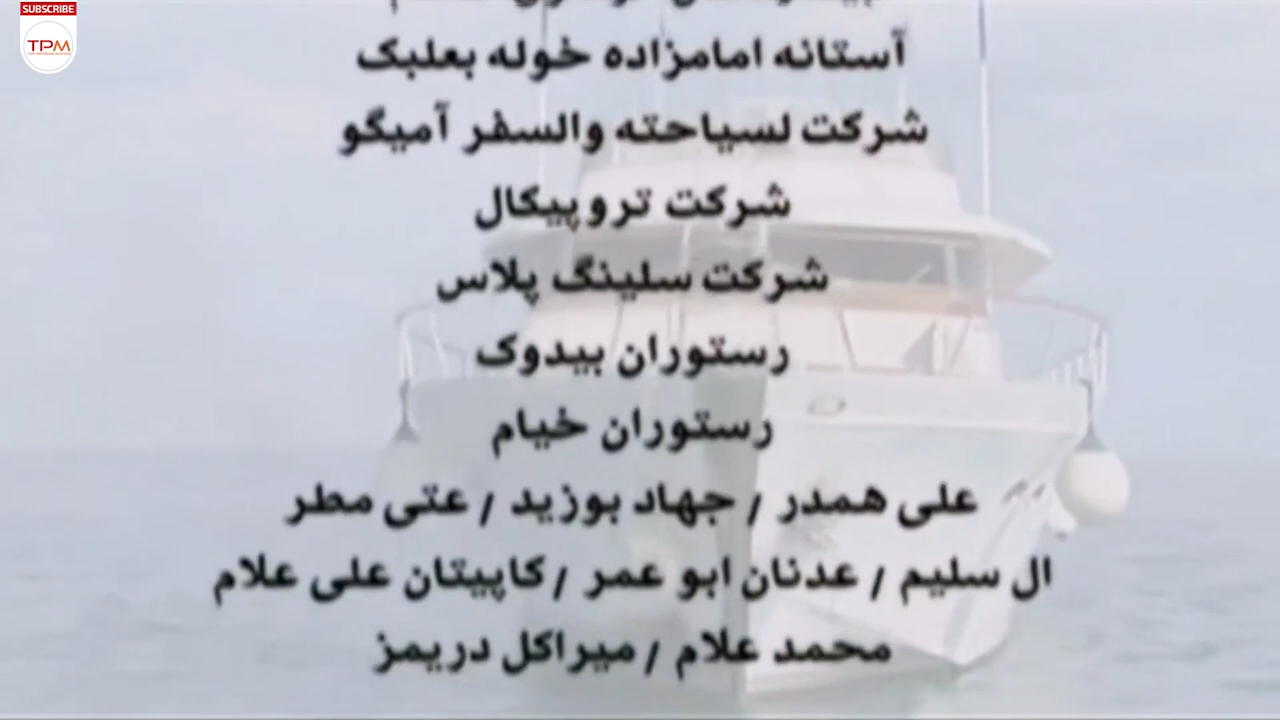 SUBSCRIBE
TPM
آستانه امامزاده خوله بعلبک
شرکت لسیاحته والسفر آمیگو
شرکت تروپیکال
شرکت سلینگ پلاس
رستوران بیدوک
رستوران خیام
علی همدر / جهاد بوزید / عتی مطر
ال سلیم / عدنان ابو عمر / کاپیتان علی علام
محمد علام / میراکل دریمز